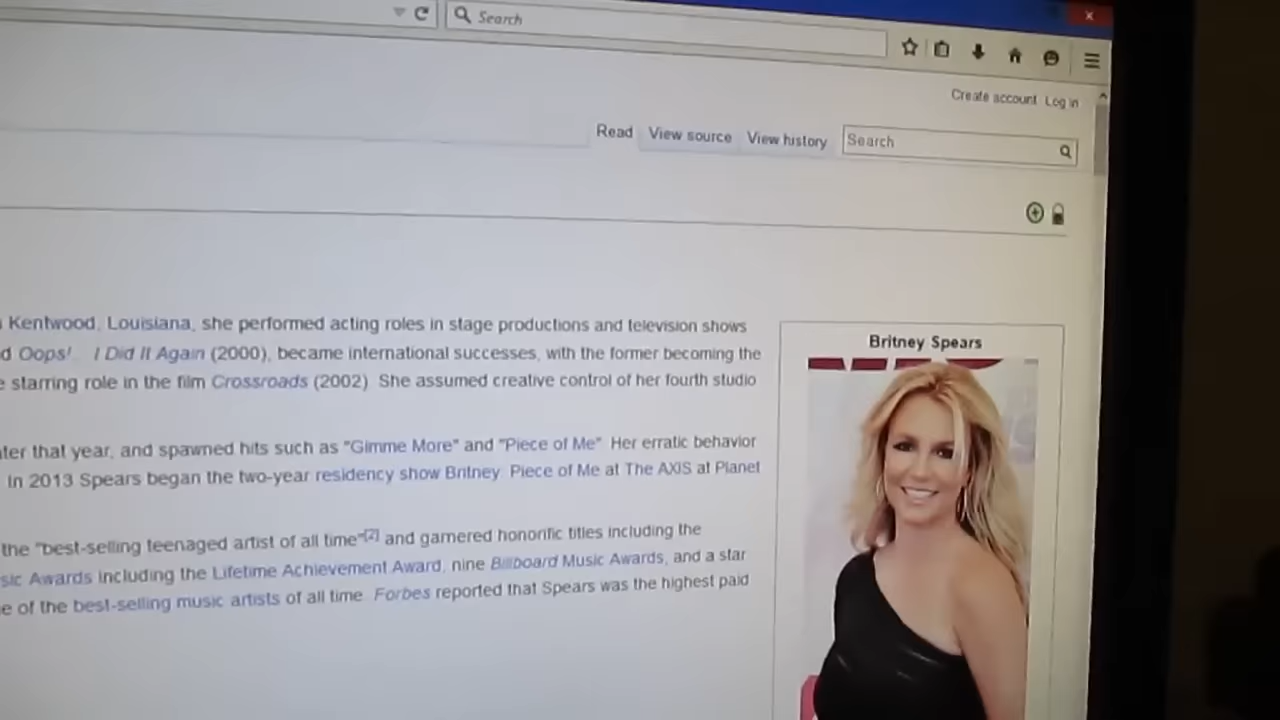 Search
Create account Log in
Read View source View history Search
Kentwood, Louisiana, she performed acting roles in stage productions and television shows
Oops!... I Did It Again (2000), became international successes, with the former becoming the
starring role in the film Crossroads (2002). She assumed creative control of her fourth studio
that year, and spawned hits such as "Gimme More" and "Piece of Me". Her erratic behavior
In 2013 Spears began the two-year residency show Britney: Piece of Me at The AXIS at Planet
the "best-selling teenaged artist of all time"[2] and garnered honorific titles including the
Awards including the Lifetime Achievement Award, nine Billboard Music Awards, and a star
of the best-selling music artists of all time. Forbes reported that Spears was the highest paid
Britney Spears